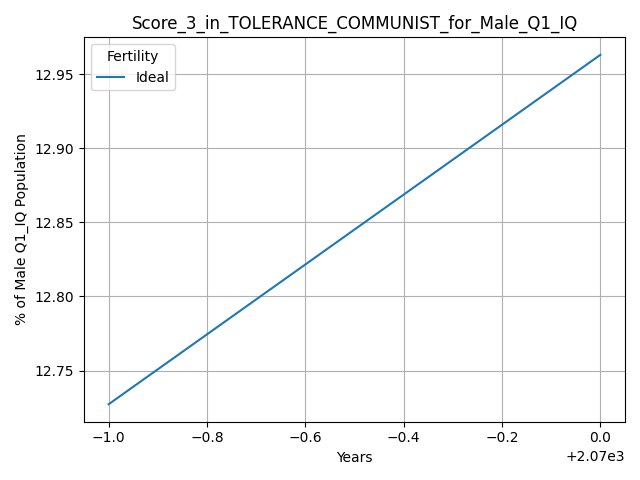 Score_3_in_TOLERANCE_COMMUNIST_for_Male_Q1_IQ
Fertility
Ideal
% of Male Q1_IQ Population
12.95
12.90
12.85
12.80
12.75
−1.0
−0.8
−0.6
−0.4
−0.2
0.0
Years
+2.07e3